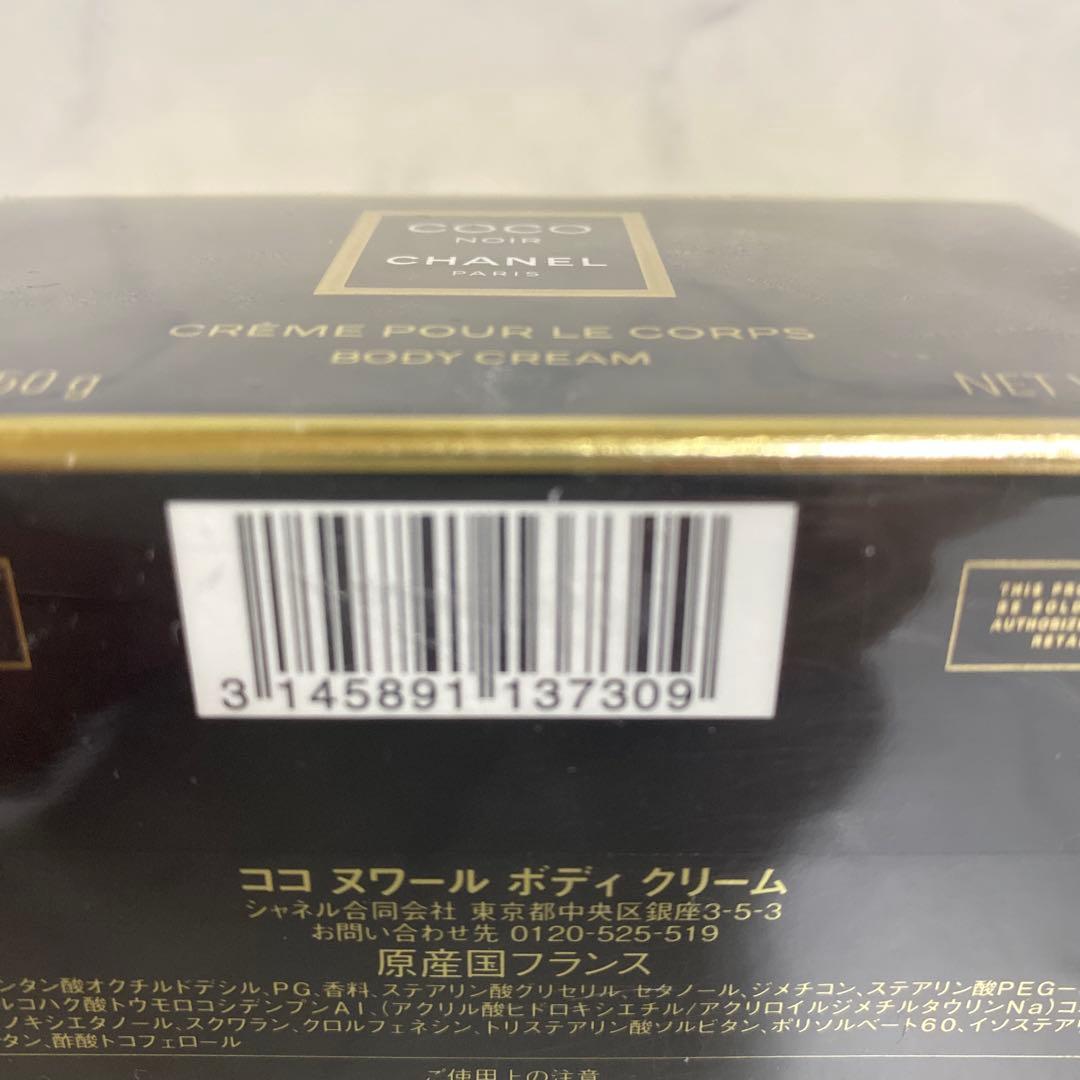 COCO
NOIR
CHANEL
PARIS
CRÈME POUR LE CORPS
BODY CREAM
50 g
NET
THIS
BE SOLD
AUTHORIZE
RETA
3 145891 137309
ココ ヌワール ボディ クリーム
シャネル合同会社 東京都中央区銀座3-5-3
お問い合わせ先 0120-525-519
原産国フランス
ンタン酸オクチルドデシル、PG、香料、ステアリン酸グリセリル、セタノール、ジメチコン、ステアリン酸PEG-
ルコハク酸トウモロコシデンプンAl、(アクリル酸ヒドロキシエチル/アクリロイルジメチルタウリンNa)コ
ノキシエタノール、スクワラン、クロルフェネシン、トリステアリン酸ソルビタン、ポリソルベート60、イソステア
タン、酢酸トコフェロール
ご使用上の注意